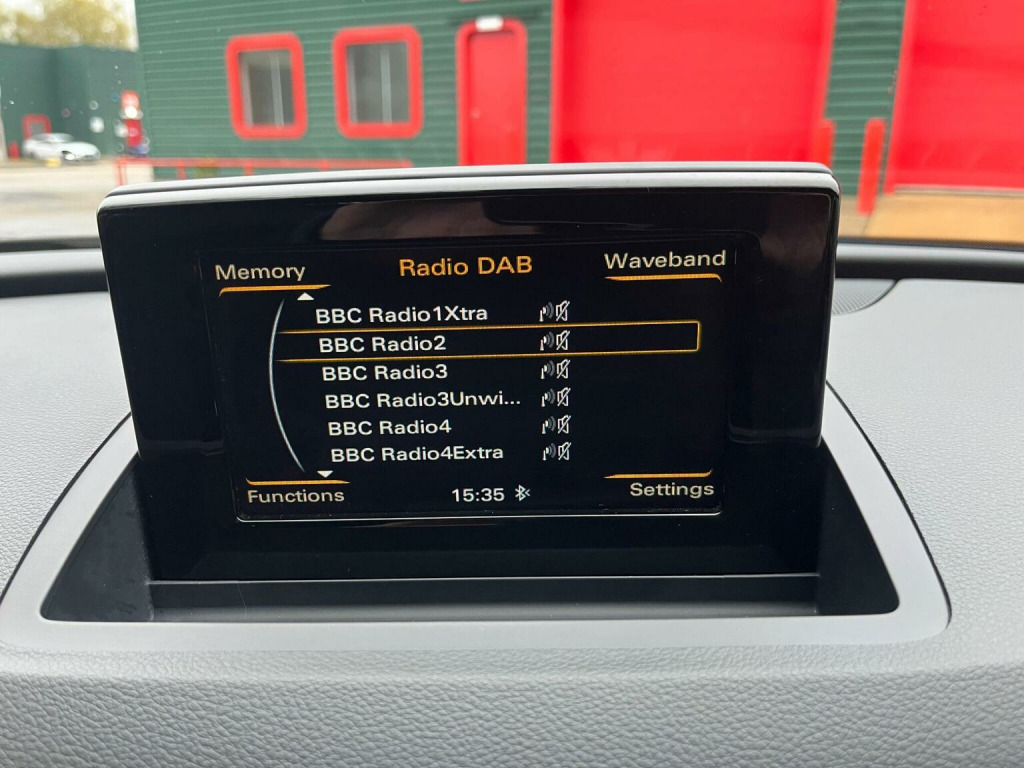 Memory
Radio DAB
Waveband
BBC Radio1Xtra
BBC Radio2
BBC Radio3
BBC Radio3Unwi...
BBC Radio4
BBC Radio4Extra
Functions
15:35
Settings